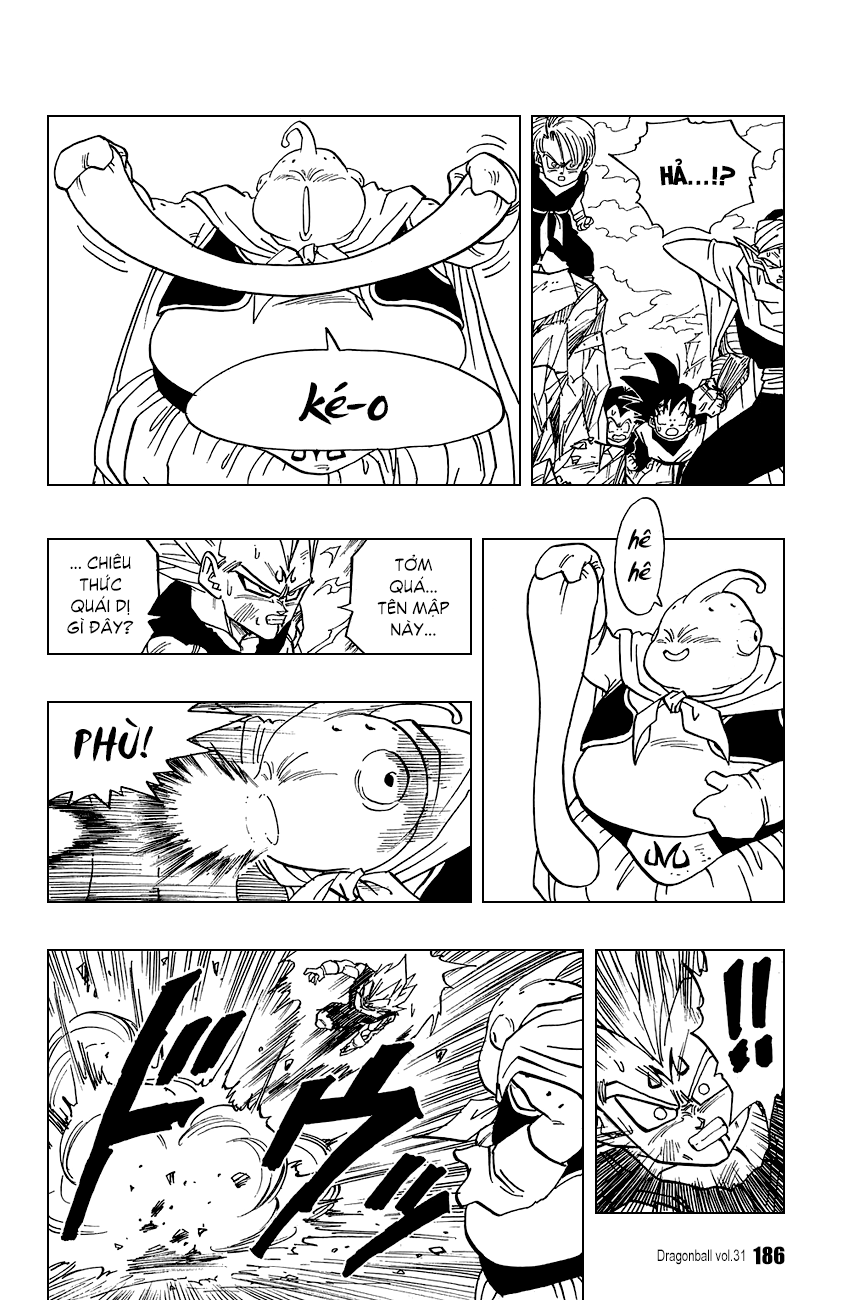 HẢ...!?
ké-o
hê
hê
TỞM
QUÁ...
TÊN MẬP
NÀY...
... CHIÊU
THỨC
QUÁI DỊ
GÌ ĐÂY?
PHÙ!
!!
ドウッ
Dragonball vol.31 186